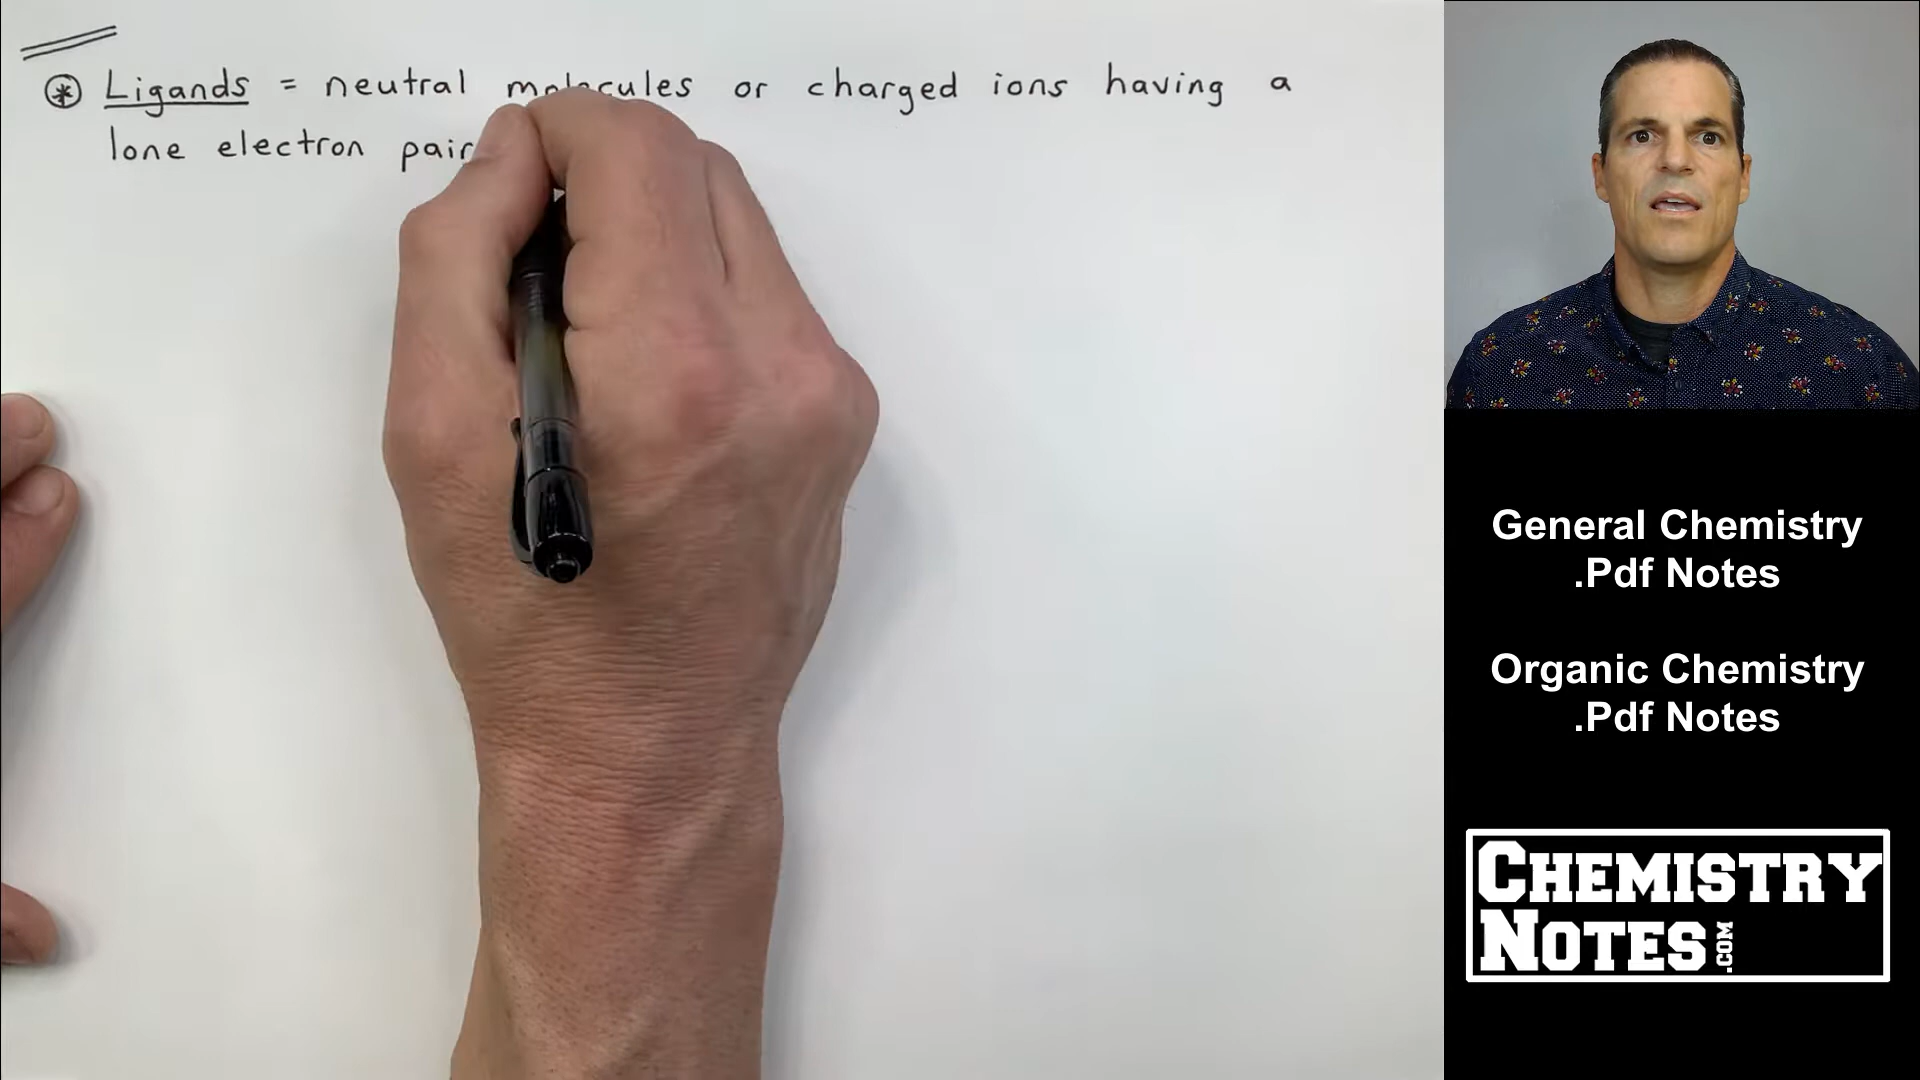 Ligands = neutral molecules or charged ions having a
lone electron pair
General Chemistry
.Pdf Notes
Organic Chemistry
.Pdf Notes
CHEMISTRY
NOTES.COM